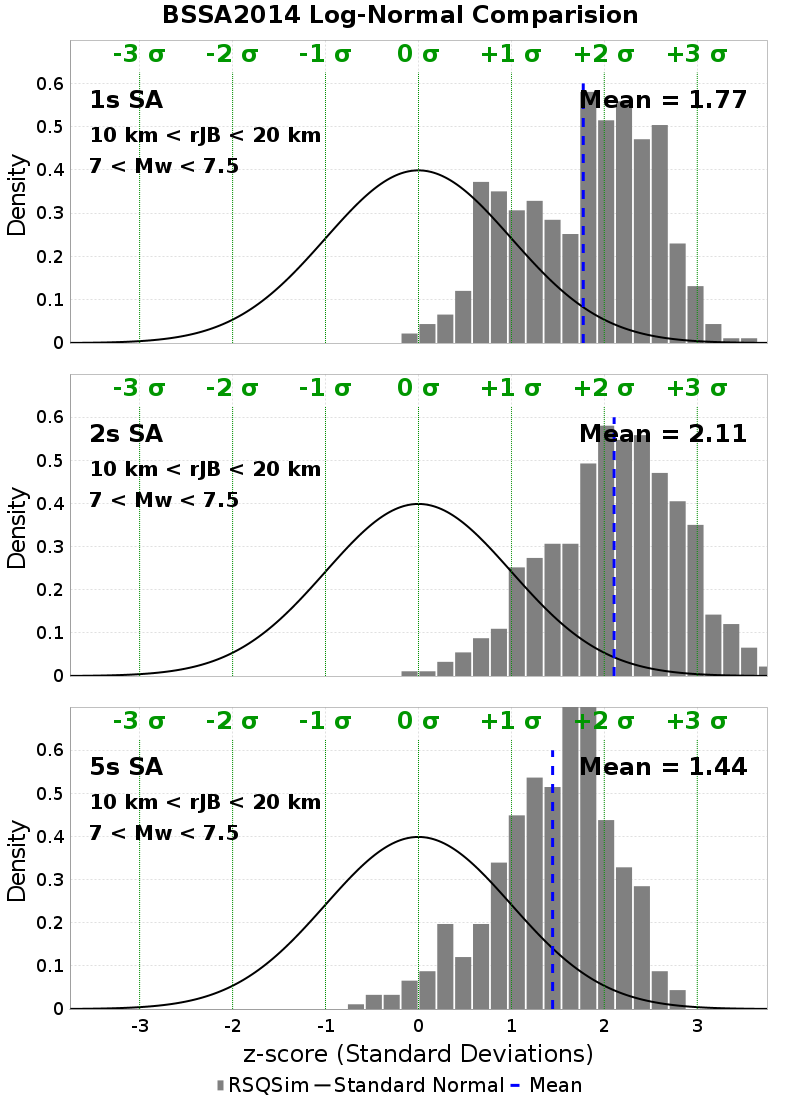 BSSA2014 Log-Normal Comparision
-3 σ -2 σ -1 σ 0 σ +1 σ +2 σ +3 σ
1s SA
Mean = 1.77
10 km < rJB < 20 km
7 < Mw < 7.5
Density
0.6
0.5
0.4
0.3
0.2
0.1
0
-3 σ -2 σ -1 σ 0 σ +1 σ +2 σ +3 σ
2s SA
Mean = 2.11
10 km < rJB < 20 km
7 < Mw < 7.5
Density
0.6
0.5
0.4
0.3
0.2
0.1
0
-3 σ -2 σ -1 σ 0 σ +1 σ +2 σ +3 σ
5s SA
Mean = 1.44
10 km < rJB < 20 km
7 < Mw < 7.5
Density
0.6
0.5
0.4
0.3
0.2
0.1
0
-3 -2 -1 0 1 2 3
z-score (Standard Deviations)
RSQSim Standard Normal Mean